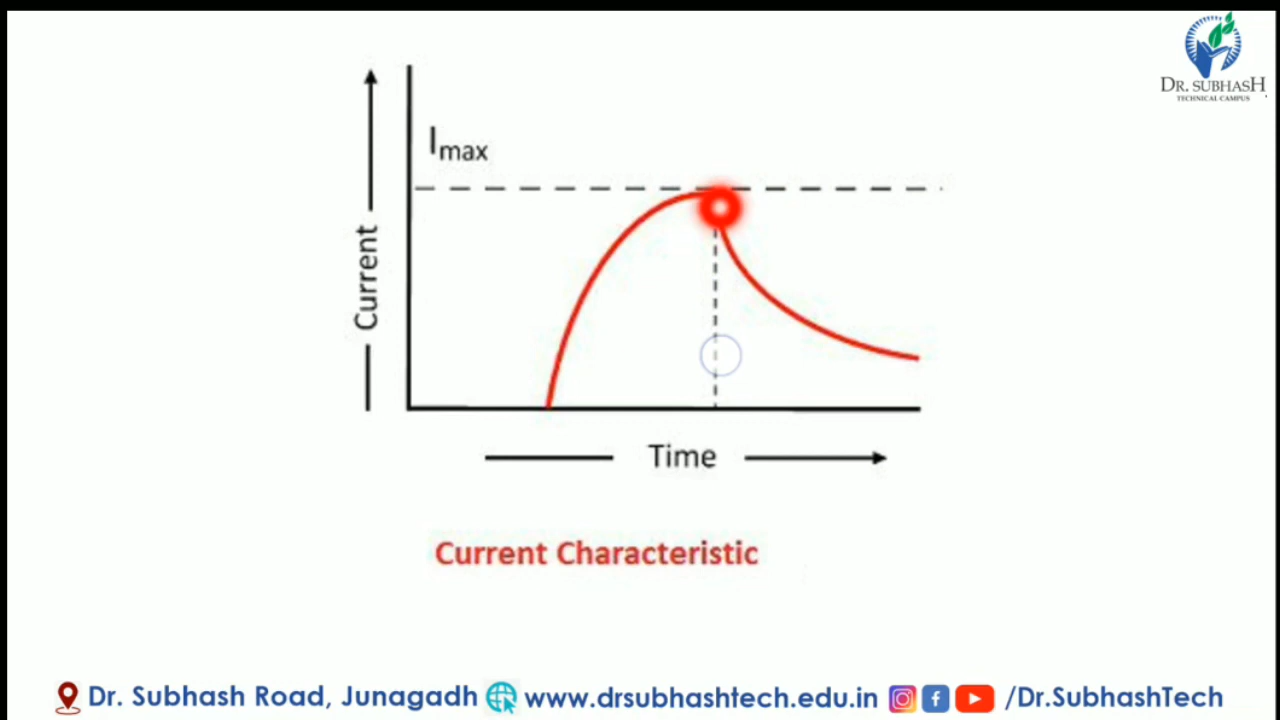 DR. SUBHASH
TECHNICAL CAMPUS
Imax
Current
Time
Current Characteristic
Dr. Subhash Road, Junagadh www.drsubhashtech.edu.in /Dr.SubhashTech